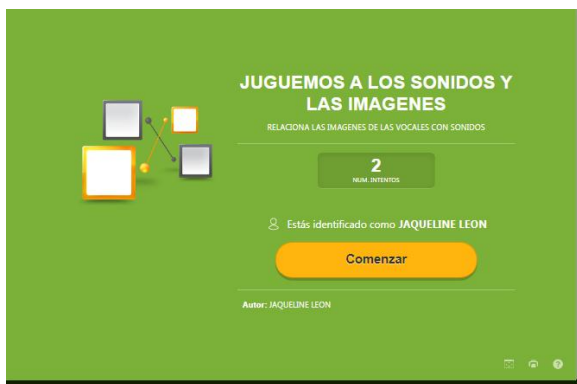 JUGUEMOS A LOS SONIDOS Y
LAS IMAGENES
RELACIONA LAS IMAGENES DE LAS VOCALES CON SONIDOS
2
NUM. INTENTOS
Estás identificado como JAQUELINE LEON
Comenzar
Autor: JAQUELINE LEON
?